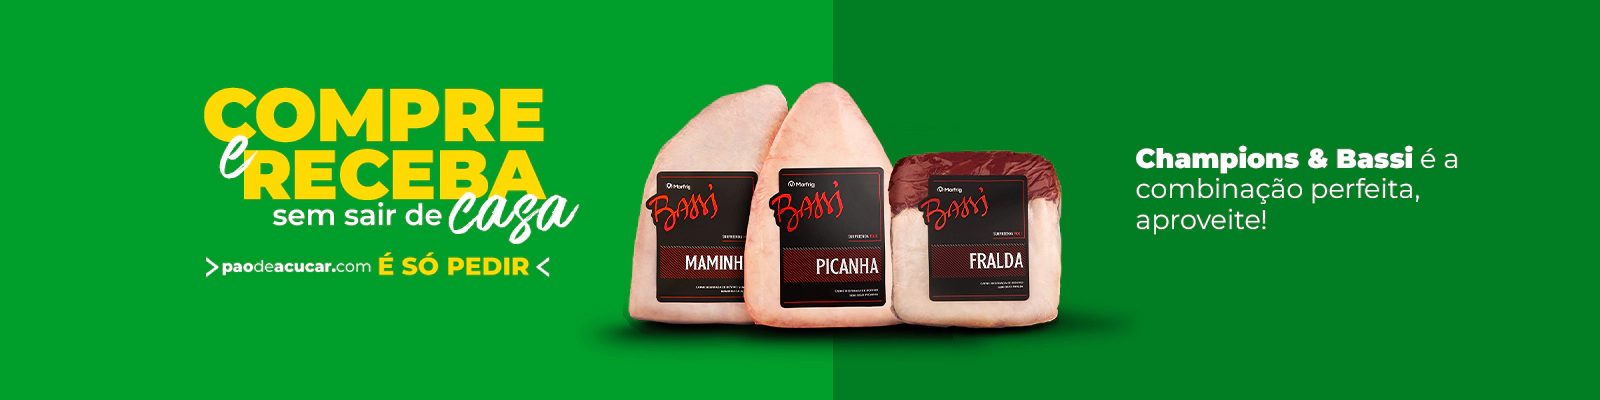 COMPRE
e RECEBA
sem sair de casa
paodeacucar.com É SÓ PEDIR
Marfrig
BASSI
MAMINH
Marfrig
BASSI
PICANHA
Marfrig
BASSI
FRALDA
Champions & Bassi é a
combinação perfeita,
aproveite!